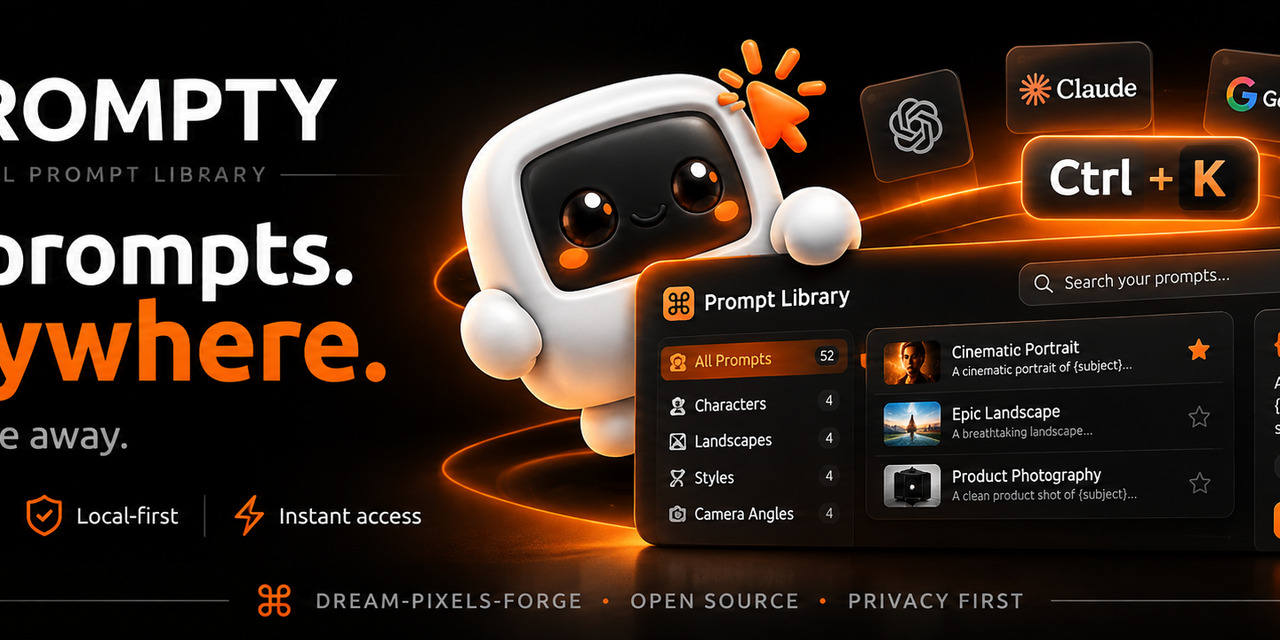 ROMPTY
L PROMPT LIBRARY
prompts.
ywhere.
e away.
Local-first
Instant access
Claude
G
Ctrl + K
Prompt Library
Search your prompts...
All Prompts 52
Characters 4
Landscapes 4
Styles 4
Camera Angles 4
Cinematic Portrait
A cinematic portrait of {subject}...
Epic Landscape
A breathtaking landscape...
Product Photography
A clean product shot of {subject}...
DREAM-PIXELS-FORGE • OPEN SOURCE • PRIVACY FIRST